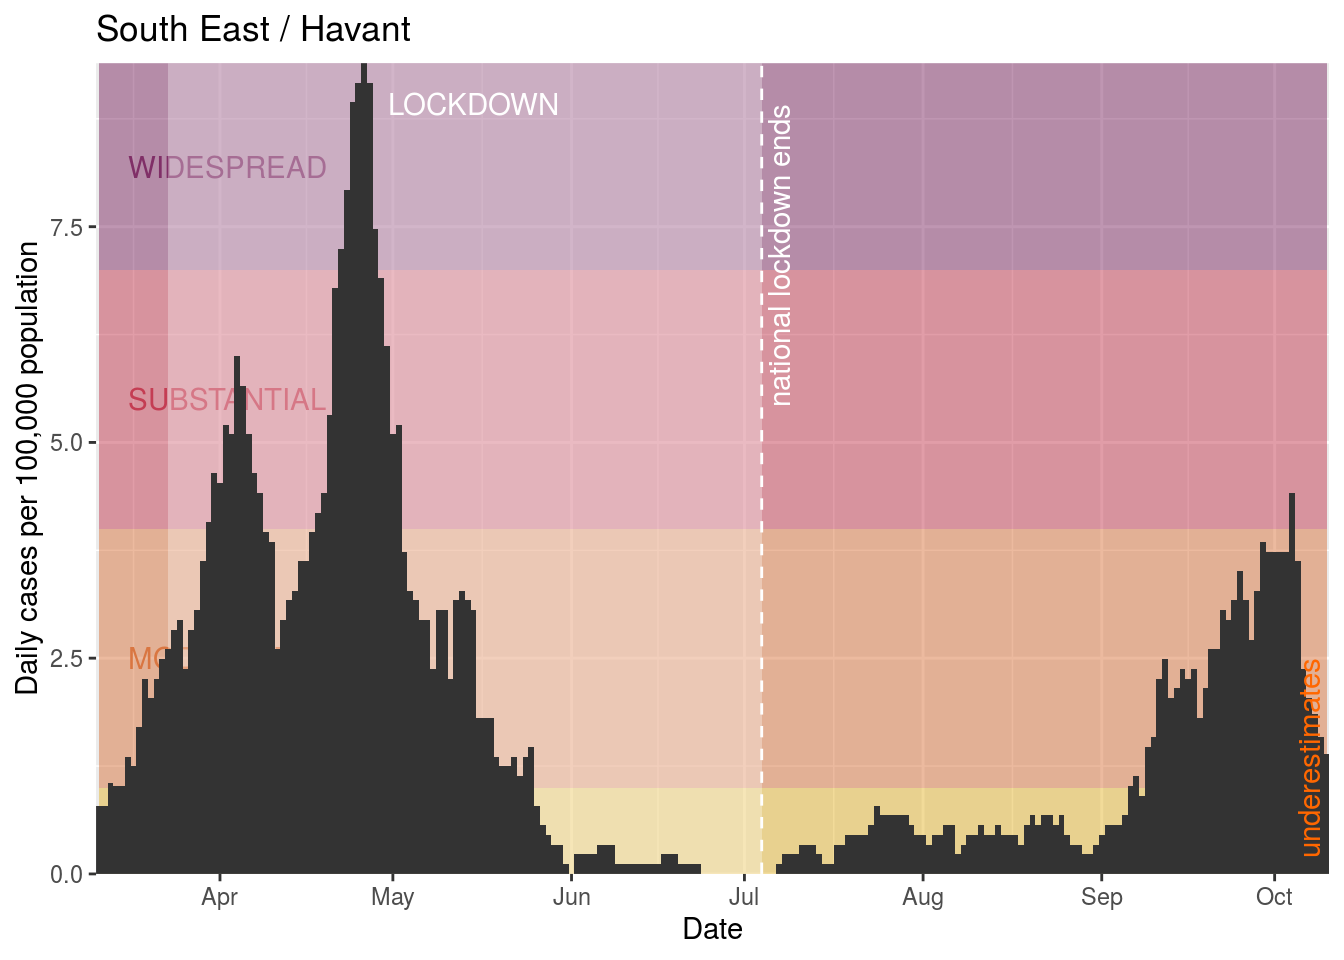 South East / Havant
LOCKDOWN
WIDESPREAD
national lockdown ends
SUBSTANTIAL
MO
underestimates
7.5
5.0
2.5
0.0
Daily cases per 100,000 population
Apr May Jun Jul Aug Sep Oct
Date